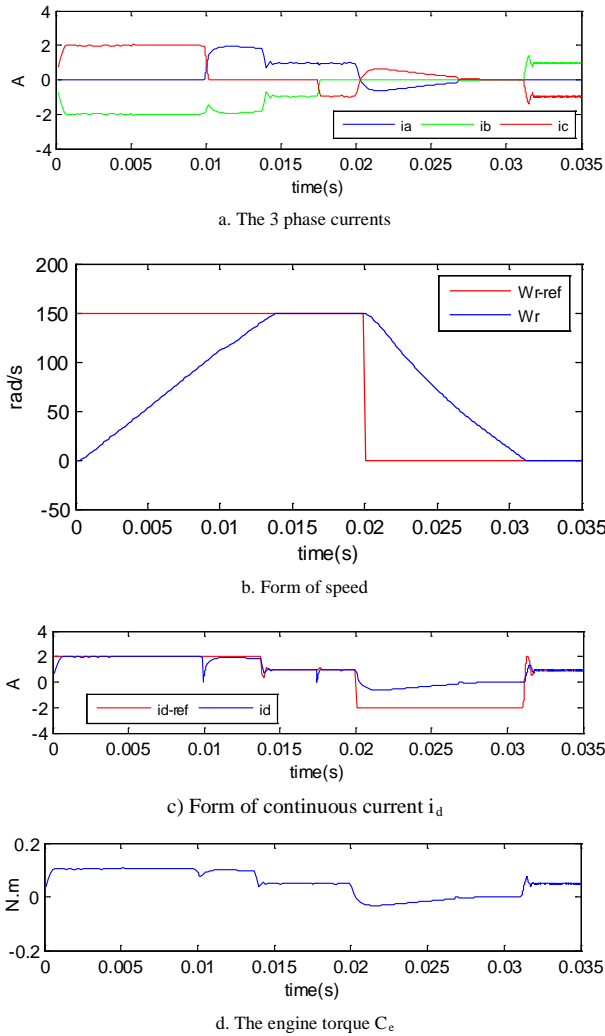 4
2
0
-2
-4
A
ia ib ic
0 0.005 0.01 0.015 0.02 0.025 0.03 0.035
time(s)
a. The 3 phase currents
200
150
100
50
0
-50
rad/s
Wr-ref
Wr
0 0.005 0.01 0.015 0.02 0.025 0.03 0.035
time(s)
b. Form of speed
4
2
0
-2
-4
A
id-ref id
0 0.005 0.01 0.015 0.02 0.025 0.03 0.035
time(s)
c) Form of continuous current i_d
0.2
0
-0.2
N.m
0 0.005 0.01 0.015 0.02 0.025 0.03 0.035
time(s)
d. The engine torque C_e